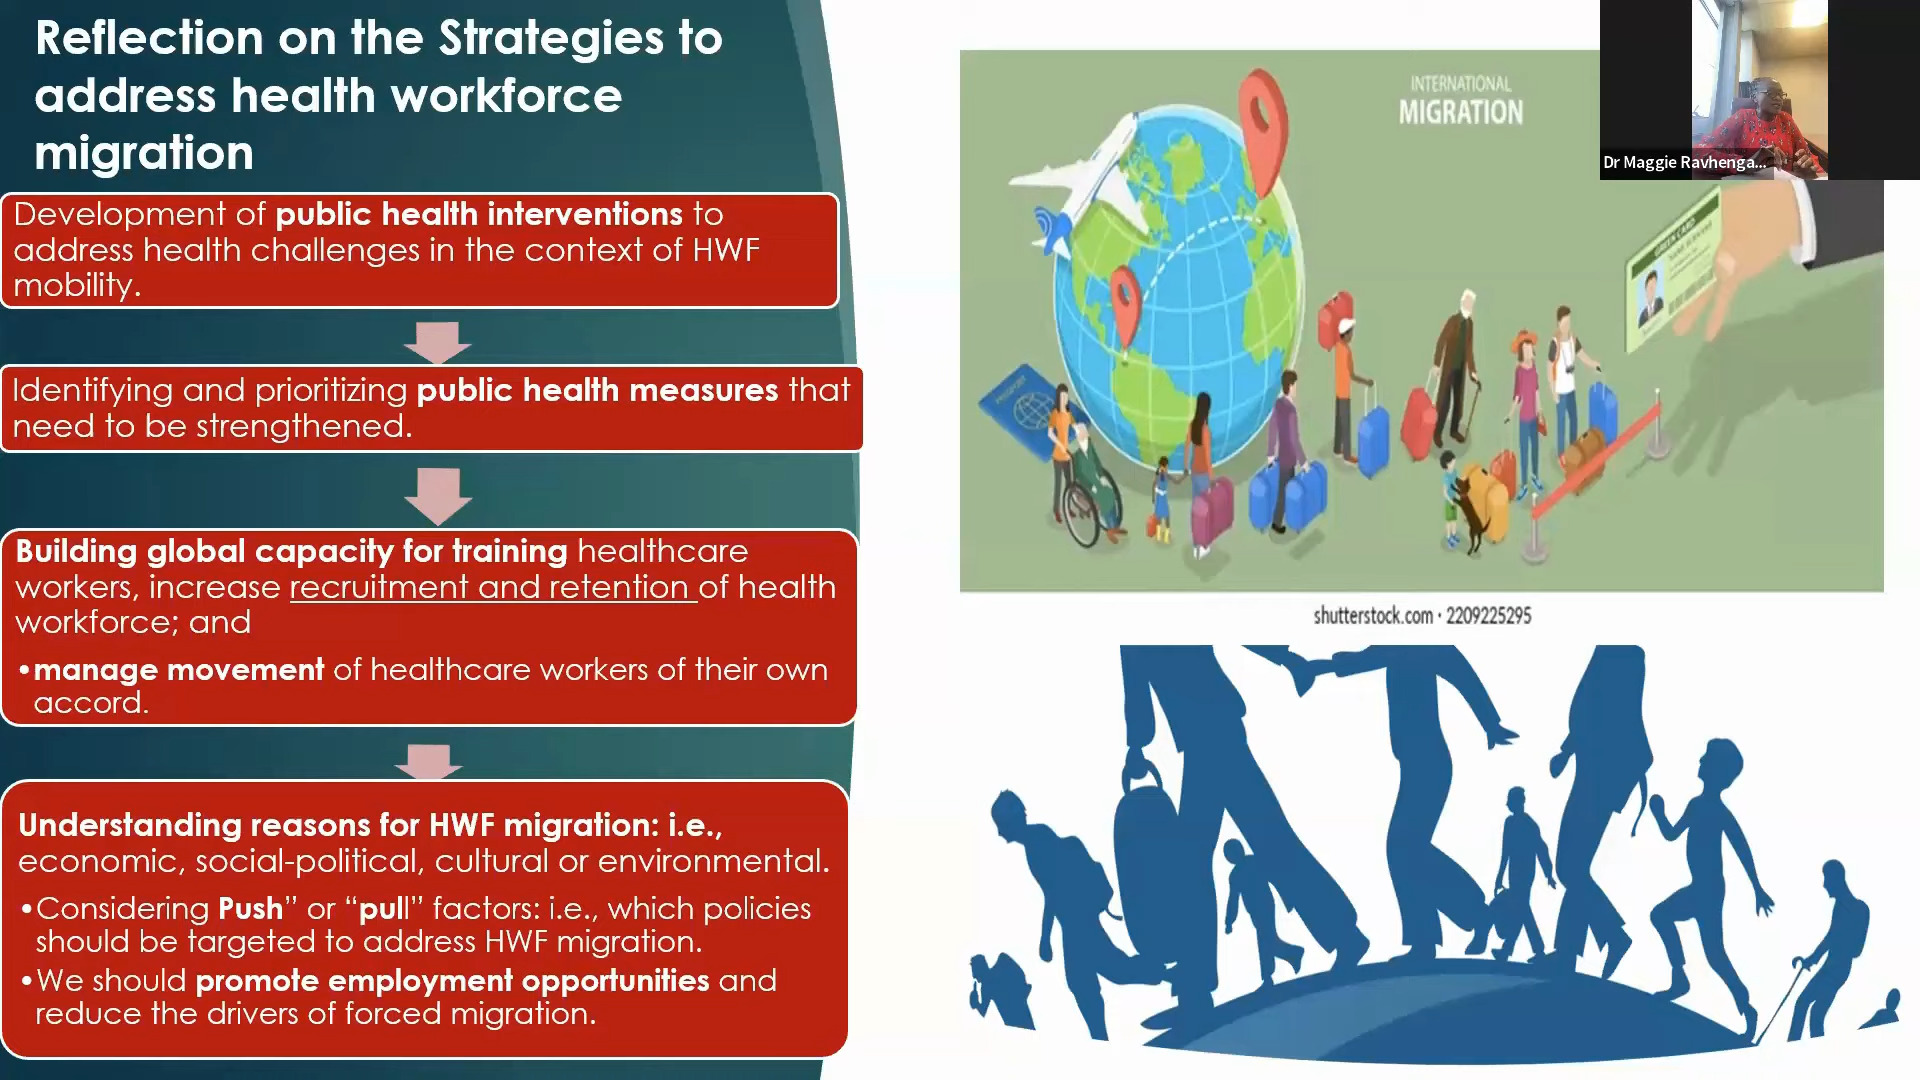 Reflection on the Strategies to
address health workforce
migration
Development of public health interventions to
address health challenges in the context of HWF
mobility.
Identifying and prioritizing public health measures that
need to be strengthened.
Building global capacity for training healthcare
workers, increase recruitment and retention of health
workforce; and
•manage movement of healthcare workers of their own
accord.
Understanding reasons for HWF migration: i.e.,
economic, social-political, cultural or environmental.
•Considering Push” or “pull” factors: i.e., which policies
should be targeted to address HWF migration.
•We should promote employment opportunities and
reduce the drivers of forced migration.
INTERNATIONAL
MIGRATION
PASSPORT
GREEN CARD
shutterstock.com · 2209225295
Dr Maggie Ravhenga...